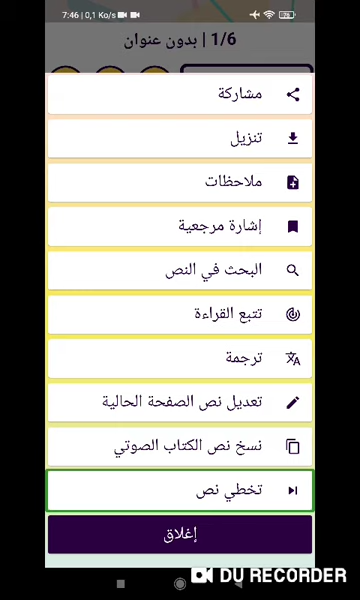 7:46 | 0,1 Ko/s
76
1/6 | بدون عنوان
مشاركة
تنزيل
ملاحظات
إشارة مرجعية
البحث في النص
تتبع القراءة
ترجمة
تعديل نص الصفحة الحالية
نسخ نص الكتاب الصوتي
تخطي نص
إغلاق
DU RECORDER